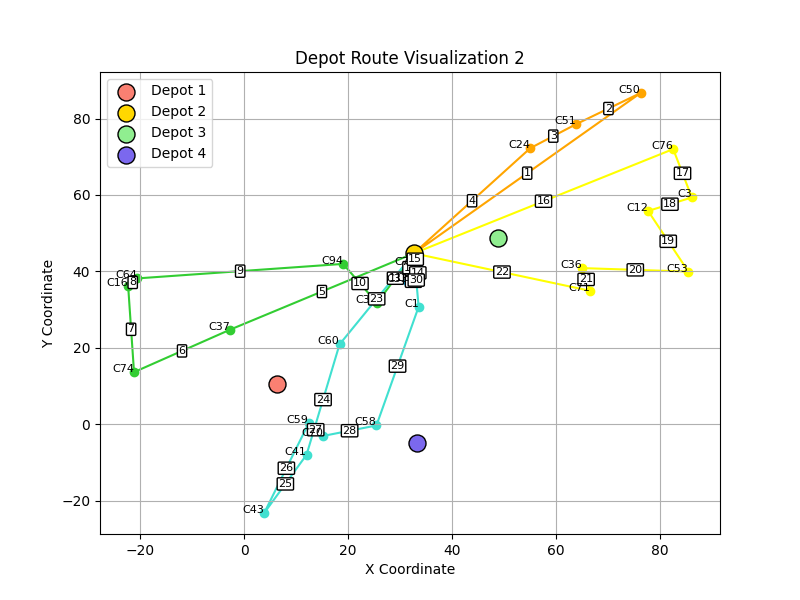 Depot Route Visualization 2
Depot 1
Depot 2
Depot 3
Depot 4
80
60
40
20
0
−20
Y Coordinate
−20
0
20
40
60
80
X Coordinate
C50
2
C51
3
C24
1
4
C76
17
C3
16
18
C12
19
C36
20
C53
21
C71
22
15
C94
9
C64
C16
8
10
5
23
30
7
C37
6
C74
C1
C60
29
24
C59
27
28
C58
C41
26
25
C43